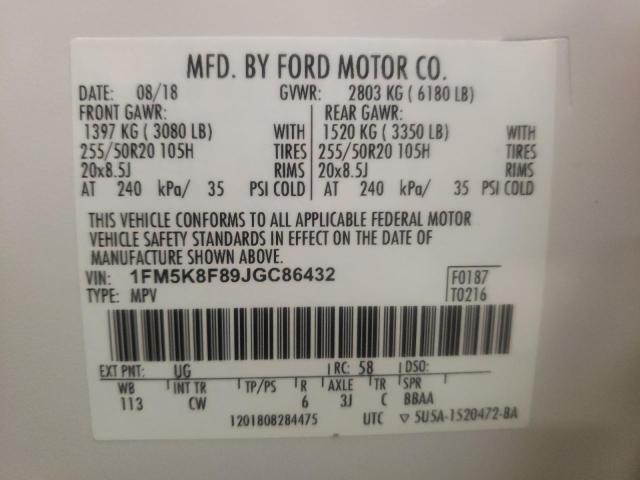 MFD. BY FORD MOTOR CO.
DATE: 08/18 GVWR: 2803 KG ( 6180 LB)
FRONT GAWR: REAR GAWR:
1397 KG ( 3080 LB) WITH 1520 KG ( 3350 LB) WITH
255/50R20 105H TIRES 255/50R20 105H TIRES
20x8.5J RIMS 20x8.5J RIMS
AT 240 kPa/ 35 PSI COLD AT 240 kPa/ 35 PSI COLD
THIS VEHICLE CONFORMS TO ALL APPLICABLE FEDERAL MOTOR
VEHICLE SAFETY STANDARDS IN EFFECT ON THE DATE OF
MANUFACTURE SHOWN ABOVE.
VIN: 1FM5K8F89JGC86432 F0187
TYPE: MPV T0216
EXT PNT: UG RC: 58 DSO:
WB INT TR TP/PS R AXLE TR SPR
113 CW 6 3J C BBAA
1201808284475 UTC ▽ 5U5A-1520472-BA